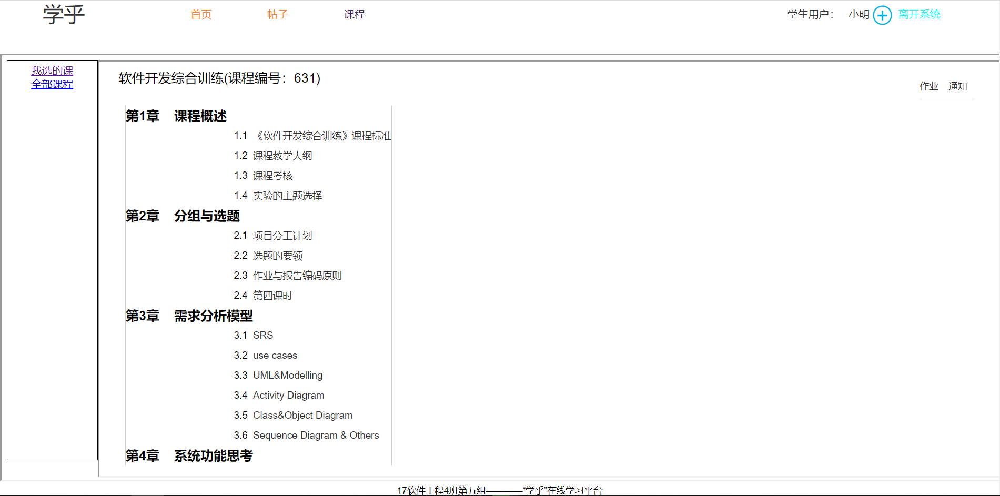 学乎 首页 帖子 课程 学生用户： 小明 离开系统
我选的课
全部课程
软件开发综合训练(课程编号：631)
作业 通知
第1章 课程概述
1.1 《软件开发综合训练》课程标准
1.2 课程教学大纲
1.3 课程考核
1.4 实验的主题选择
第2章 分组与选题
2.1 项目分工计划
2.2 选题的要领
2.3 作业与报告编码原则
2.4 第四课时
第3章 需求分析模型
3.1 SRS
3.2 use cases
3.3 UML&Modelling
3.4 Activity Diagram
3.5 Class&Object Diagram
3.6 Sequence Diagram & Others
第4章 系统功能思考
17软件工程4班第五组————“学乎”在线学习平台